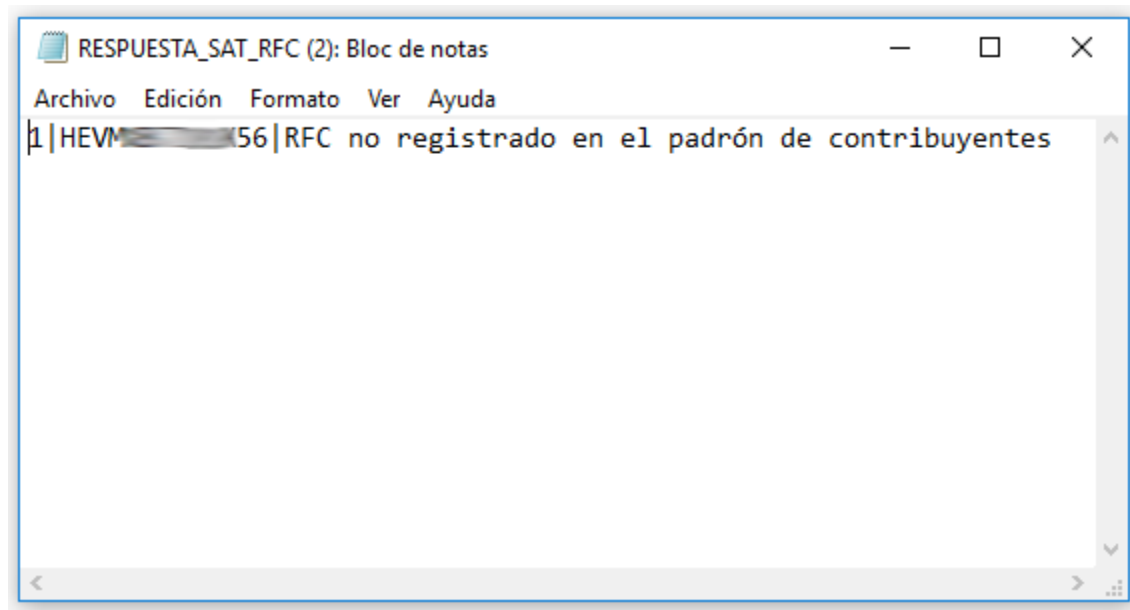 RESPUESTA_SAT_RFC (2): Bloc de notas
Archivo Edición Formato Ver Ayuda
1|HEVM 56|RFC no registrado en el padrón de contribuyentes